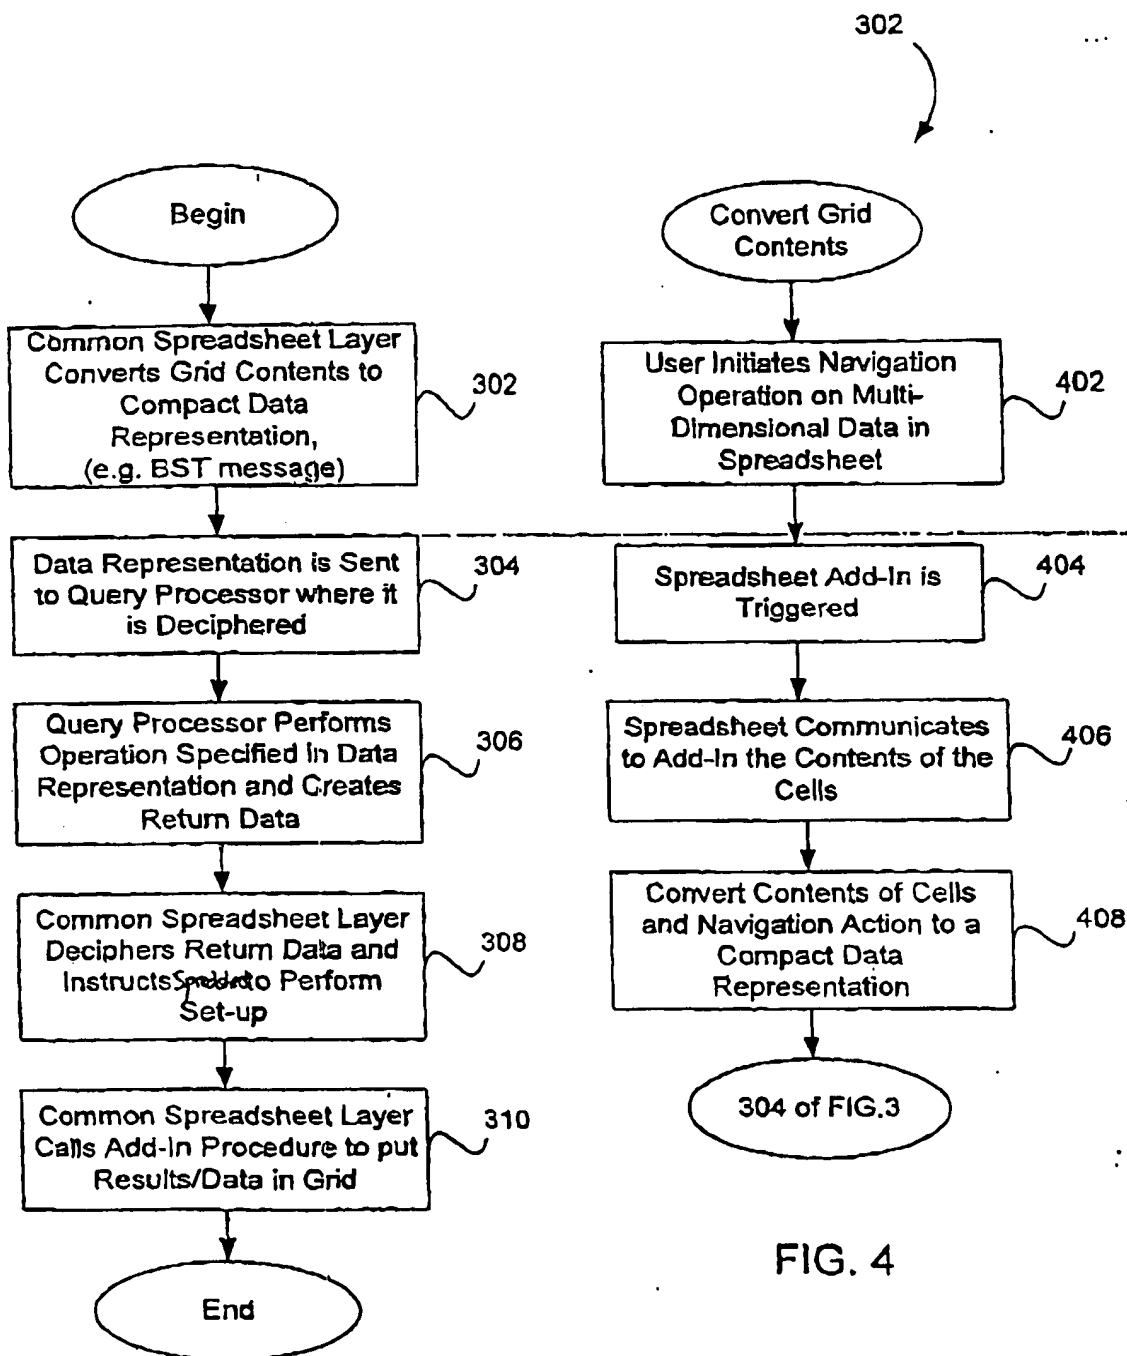 Begin
Common Spreadsheet Layer
Converts Grid Contents to
Compact Data
Representation,
(e.g. BST message)
302
Data Representation is Sent
to Query Processor where it
is Deciphered
304
Query Processor Performs
Operation Specified in Data
Representation and Creates
Return Data
306
Common Spreadsheet Layer
Deciphers Return Data and
Instructs to Perform
Set-up
308
Common Spreadsheet Layer
Calls Add-In Procedure to put
Results/Data in Grid
310
End
302
Convert Grid
Contents
User Initiates Navigation
Operation on Multi-
Dimensional Data in
Spreadsheet
402
Spreadsheet Add-In is
Triggered
404
Spreadsheet Communicates
to Add-In the Contents of the
Cells
406
Convert Contents of Cells
and Navigation Action to a
Compact Data
Representation
408
304 of FIG.3
FIG. 4